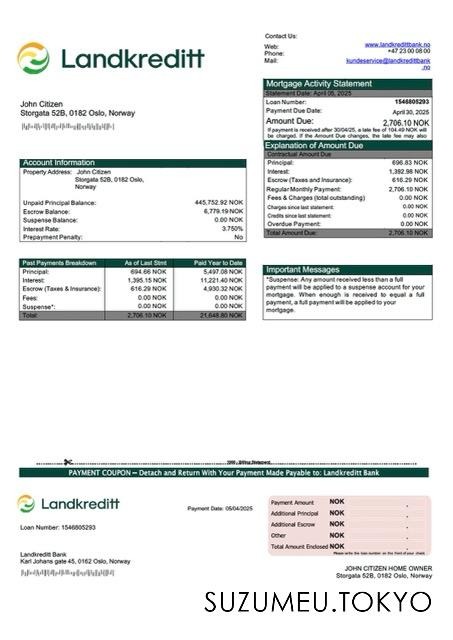 Landkreditt
Contact Us:
Web: www.landkredittbank.no
Phone: +47 23 00 08 00
Mail: kundeservice@landkredittbank
.no
John Citizen
Storgata 52B, 0182 Oslo, Norway
Mortgage Activity Statement
Statement Date: April 05, 2025
Loan Number: 1546805293
Payment Due Date: April 30, 2025
Amount Due: 2,706.10 NOK
If payment is received after 30/04/25, a late fee of 104.49 NOK will
be charged. If the Amount Due changes, the late fee may also
Explanation of Amount Due
Contractual Amount Due
Principal: 696.83 NOK
Interest: 1,392.98 NOK
Escrow (Taxes and Insurance): 616.29 NOK
Regular Monthly Payment: 2,706.10 NOK
Fees & Charges (total outstanding) 0.00 NOK
Charges since last statement: 0.00 NOK
Credits since last statement: 0.00 NOK
Overdue Payment: 0.00 NOK
Total Amount Due: 2,706.10 NOK
Account Information
Property Address: John Citizen
Storgata 52B, 0182 Oslo,
Norway
Unpaid Principal Balance: 445,752.92 NOK
Escrow Balance: 6,779.19 NOK
Suspense Balance: 0.00 NOK
Interest Rate: 3.750%
Prepayment Penalty: No
Past Payments Breakdown As of Last Stmt Paid Year to Date
Principal: 694.66 NOK 5,497.08 NOK
Interest: 1,395.15 NOK 11,221.40 NOK
Escrow (Taxes & Insurance): 616.29 NOK 4,930.32 NOK
Fees: 0.00 NOK 0.00 NOK
Suspense*: 0.00 NOK 0.00 NOK
Total: 2,706.10 NOK 21,648.80 NOK
Important Messages
*Suspense: Any amount received less than a full
payment will be applied to a suspense account for your
mortgage. When enough is received to equal a full
payment, a full payment will be applied to your
mortgage.
PAYMENT COUPON – Detach and Return With Your Payment Made Payable to: Landkreditt Bank
Landkreditt
Payment Date: 05/04/2025
Loan Number: 1546805293
Landkreditt Bank
Karl Johans gate 45, 0162 Oslo, Norway
Payment Amount NOK
Additional Principal NOK
Additional Escrow NOK
Other NOK
Total Amount Enclosed NOK
Please write the loan number on the front of your check.
JOHN CITIZEN HOME OWNER
Storgata 52B, 0182 Oslo, Norway
SUZUMEU.TOKYO